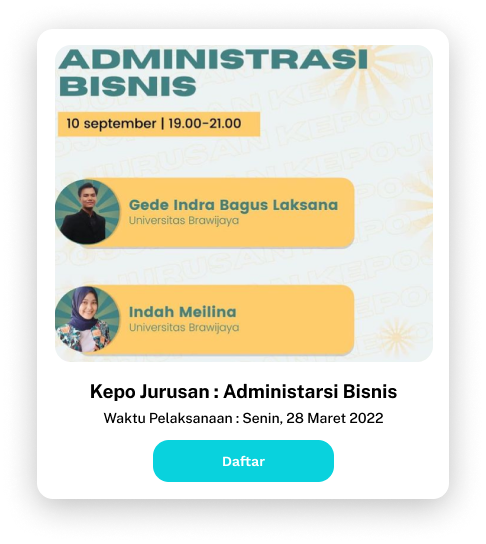 ADMINISTRASI
BISNIS
10 september | 19.00-21.00
Gede Indra Bagus Laksana
Universitas Brawijaya
Indah Meilina
Universitas Brawijaya
Kepo Jurusan : Administarsi Bisnis
Waktu Pelaksanaan : Senin, 28 Maret 2022
Daftar